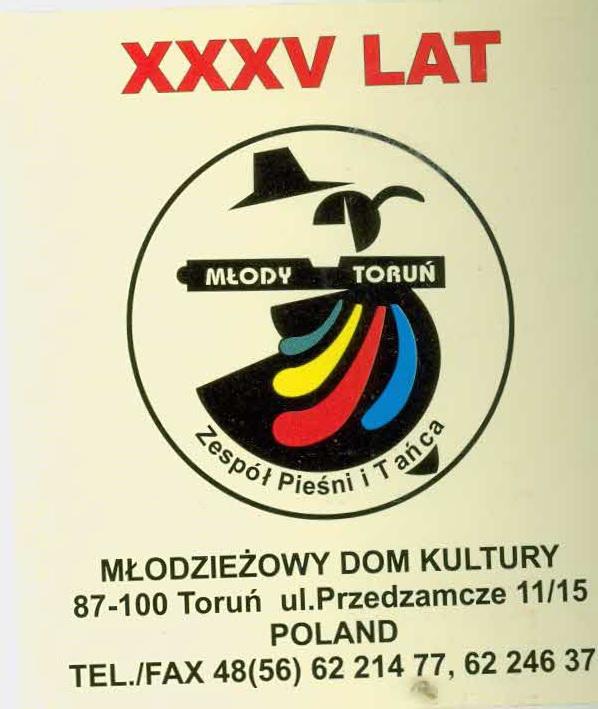 XXXV LAT
MŁODY TORUŃ
Zespół Pieśni i Tańca
MŁODZIEŻOWY DOM KULTURY
87-100 Toruń ul.Przedzamcze 11/15
POLAND
TEL./FAX 48(56) 62 214 77, 62 246 37